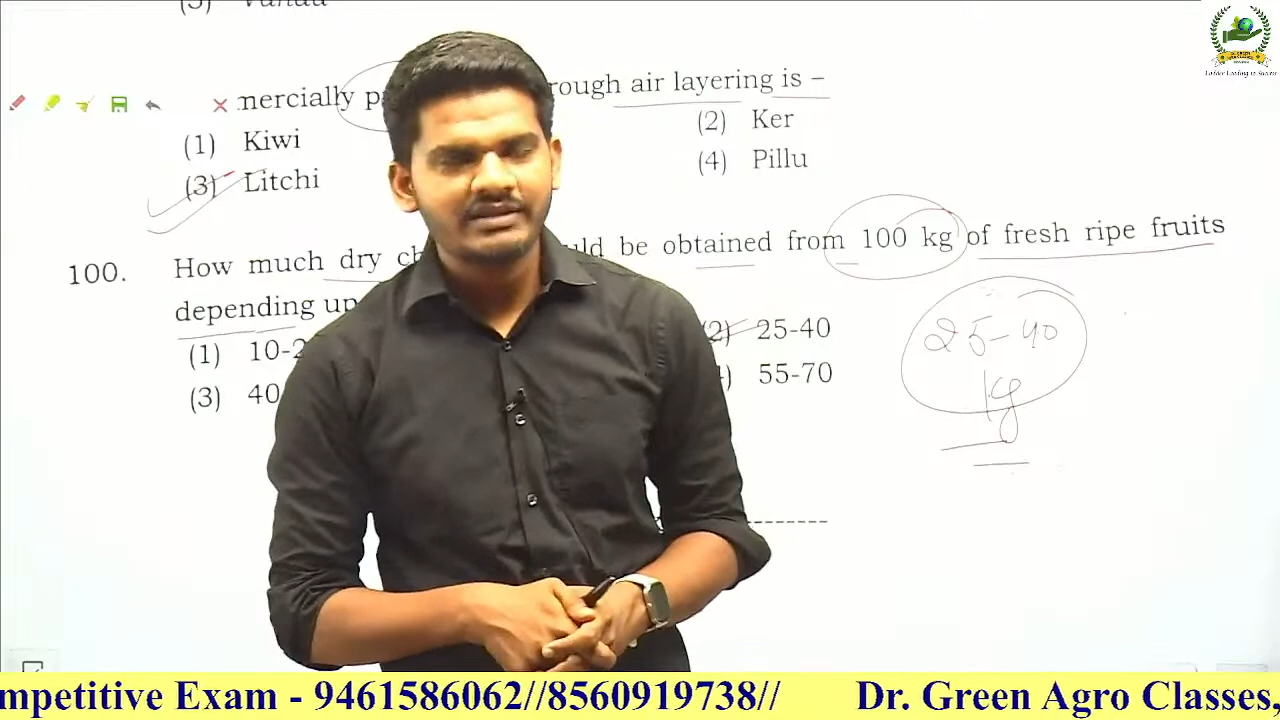 (3) Vanda
mercially p rough air layering is –
(1) Kiwi (2) Ker
(3) Litchi (4) Pillu
100. How much dry ch uld be obtained from 100 kg of fresh ripe fruits
depending up
(1) 10-2 (2) 25-40
(3) 40 4) 55-70
25-40
kg
mpetitive Exam - 9461586062//8560919738// Dr. Green Agro Classes,